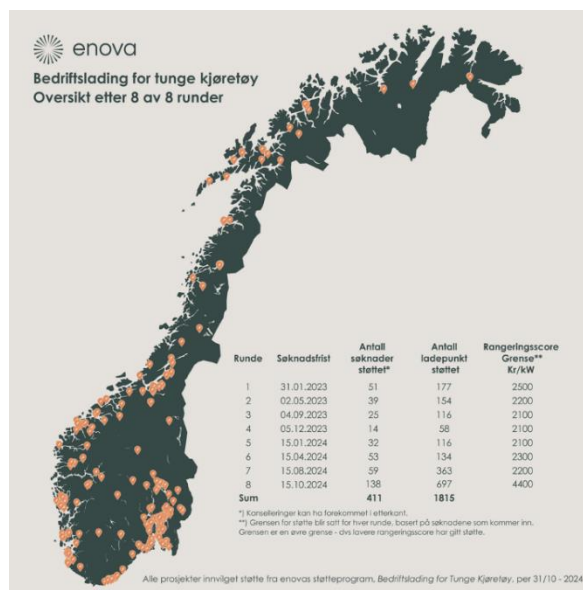 enova
Bedriftslading for tunge kjøretøy
Oversikt etter 8 av 8 runder
Runde Søknadsfrist Antall søknader støttet* Antall ladepunkt støttet Rangeringsscore Grense** Kr/kW
1 31.01.2023 51 177 2500
2 02.05.2023 39 154 2200
3 04.09.2023 25 116 2100
4 05.12.2023 14 58 2100
5 15.01.2024 32 116 2100
6 15.04.2024 53 134 2300
7 15.08.2024 59 363 2200
8 15.10.2024 138 697 4400
Sum 411 1815
*) Kanselleringer kan ha forekommet i etterkant.
**) Grensen for støtte blir satt for hver runde, basert på søknadene som kommer inn.
Grensen er en øvre grense - dvs lavere rangeringsscore har gitt støtte.
Alle prosjekter innvilget støtte fra enovas støtteprogram, Bedriftslading for Tunge Kjøretøy, per 31/10 - 2024